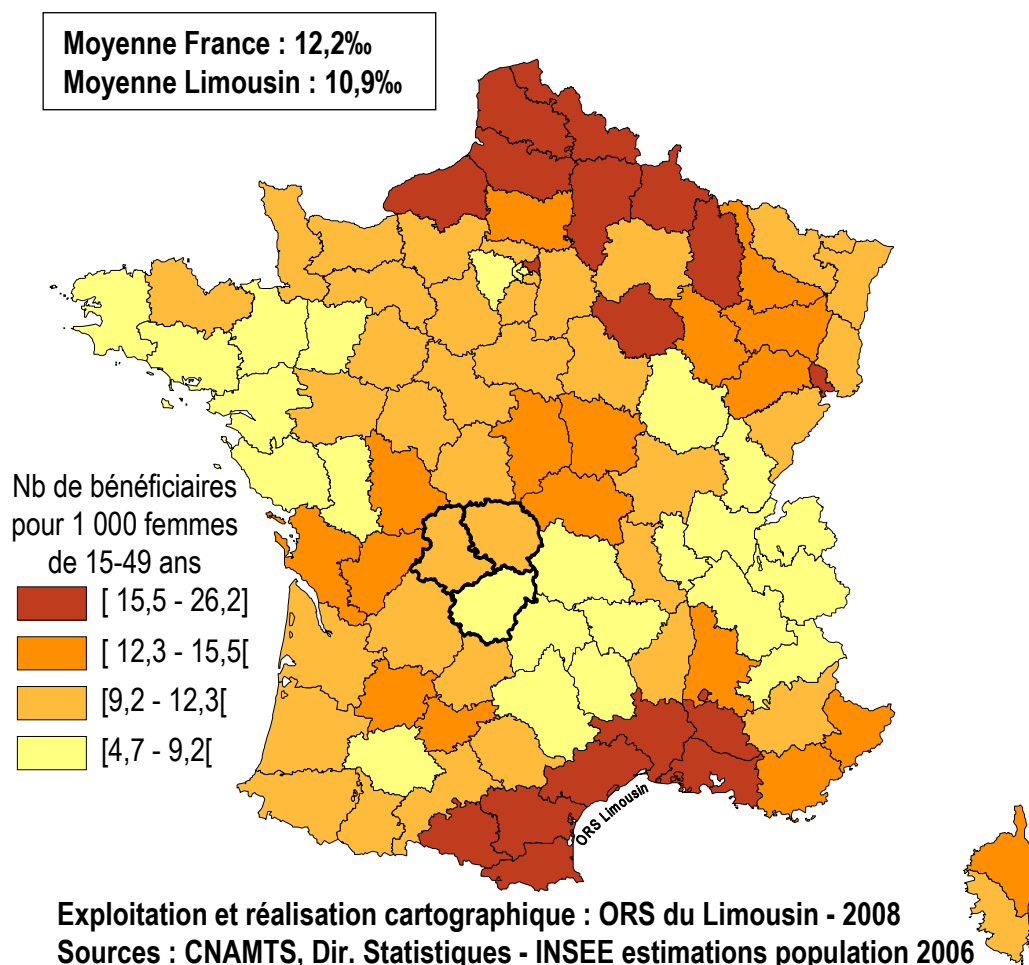 Moyenne France : 12,2‰
Moyenne Limousin : 10,9‰
Nb de bénéficiaires
pour 1 000 femmes
de 15-49 ans
[ 15,5 - 26,2]
[ 12,3 - 15,5[
[9,2 - 12,3[
[4,7 - 9,2[
ORS Limousin
Exploitation et réalisation cartographique : ORS du Limousin - 2008
Sources : CNAMTS, Dir. Statistiques - INSEE estimations population 2006